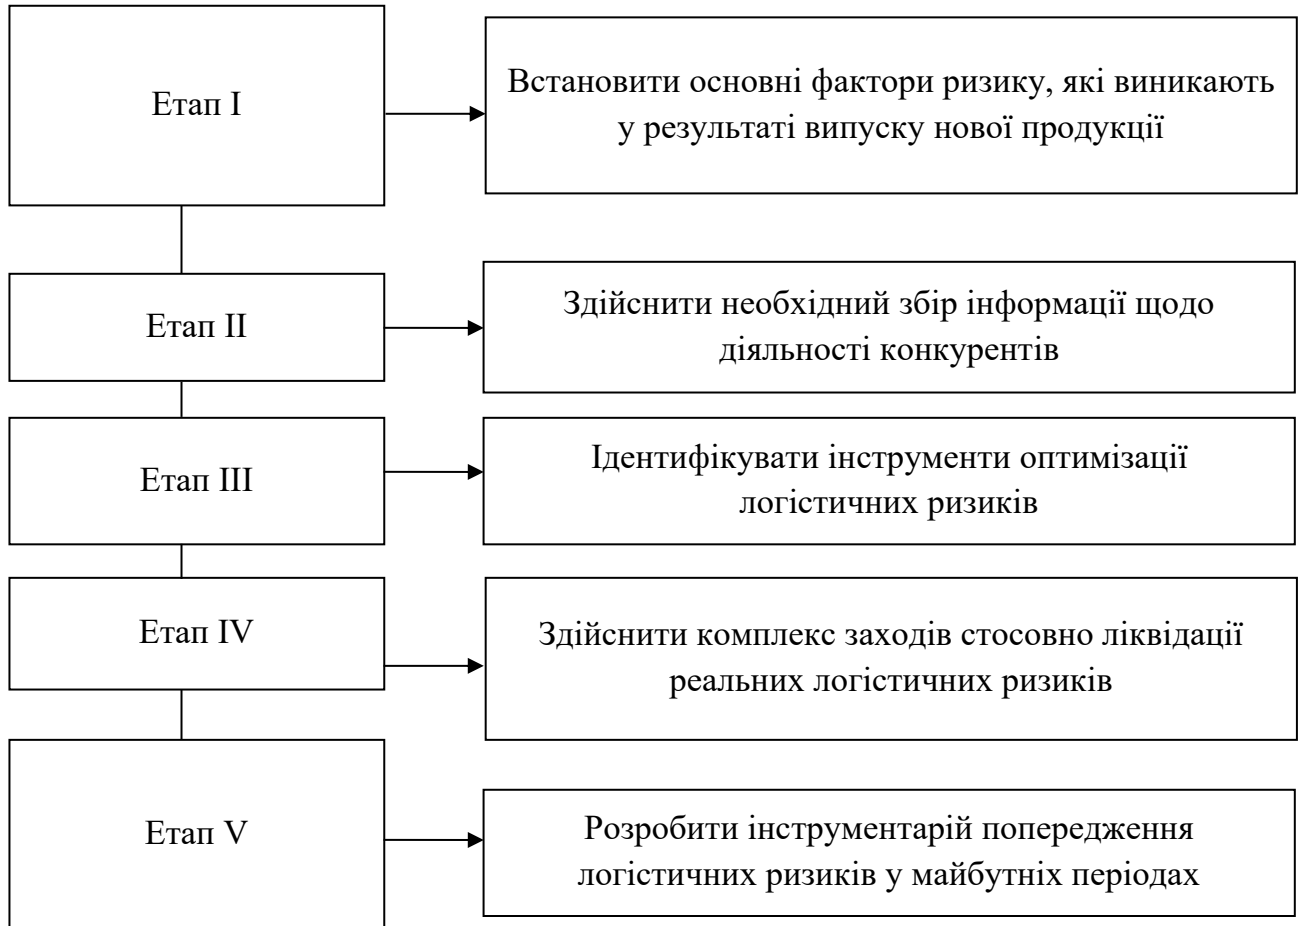 Етап I
Встановити основні фактори ризику, які виникають
у результаті випуску нової продукції
Етап II
Здійснити необхідний збір інформації щодо
діяльності конкурентів
Етап III
Ідентифікувати інструменти оптимізації
логістичних ризиків
Етап IV
Здійснити комплекс заходів стосовно ліквідації
реальних логістичних ризиків
Етап V
Розробити інструментарій попередження
логістичних ризиків у майбутніх періодах